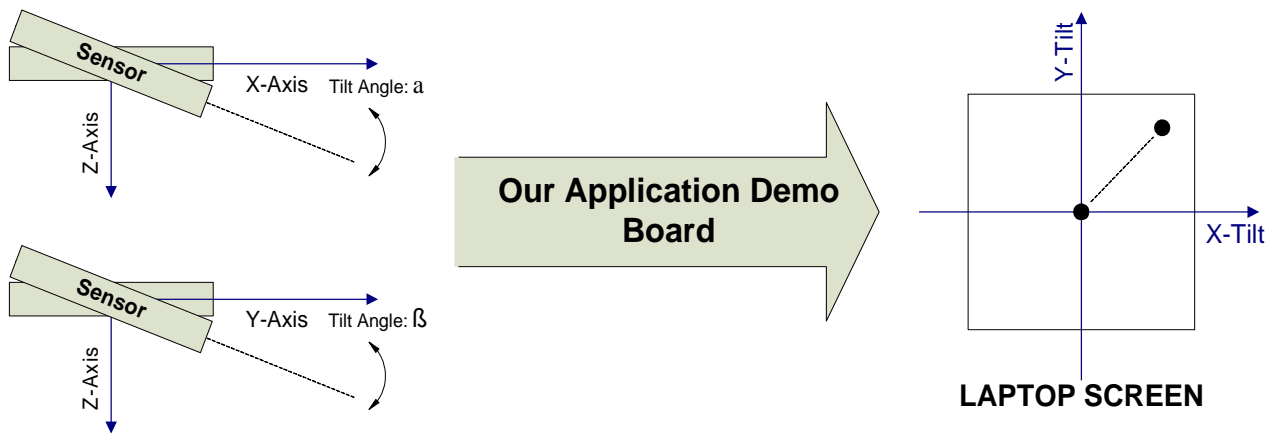 Sensor
X-Axis
Tilt Angle: a
Z-Axis
Sensor
Y-Axis
Tilt Angle: ß
Z-Axis
Our Application Demo
Board
Y-Tilt
X-Tilt
LAPTOP SCREEN